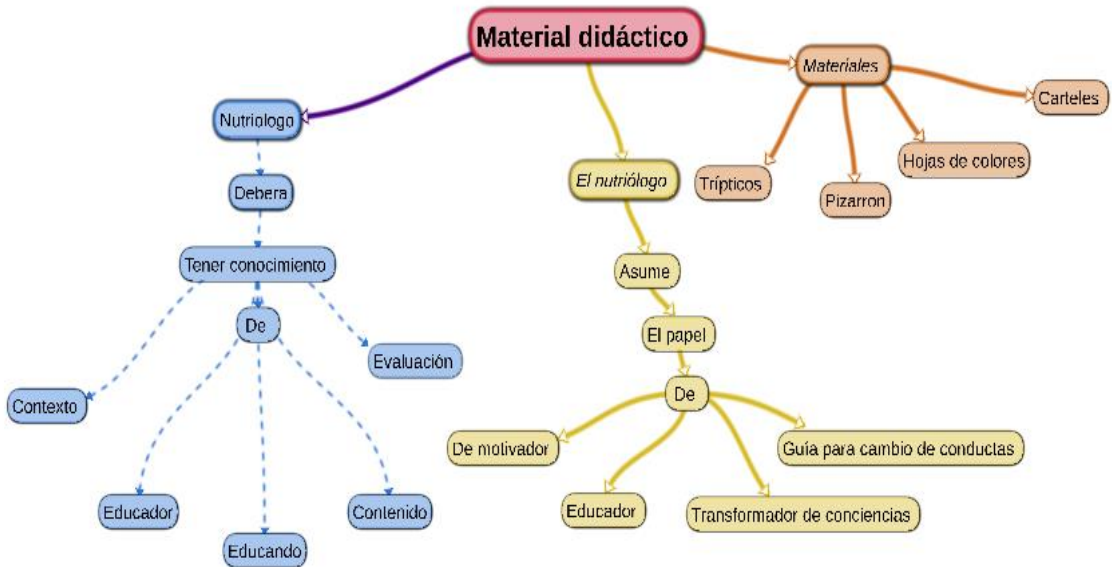 Material didáctico
Materiales
Carteles
Nutriologo
Hojas de colores
El nutriólogo
Trípticos
Debera
Pizarron
Tener conocimiento
Asume
De
El papel
Evaluación
De
Contexto
De motivador
Guía para cambio de conductas
Educador
Contenido
Educador
Transformador de conciencias
Educando